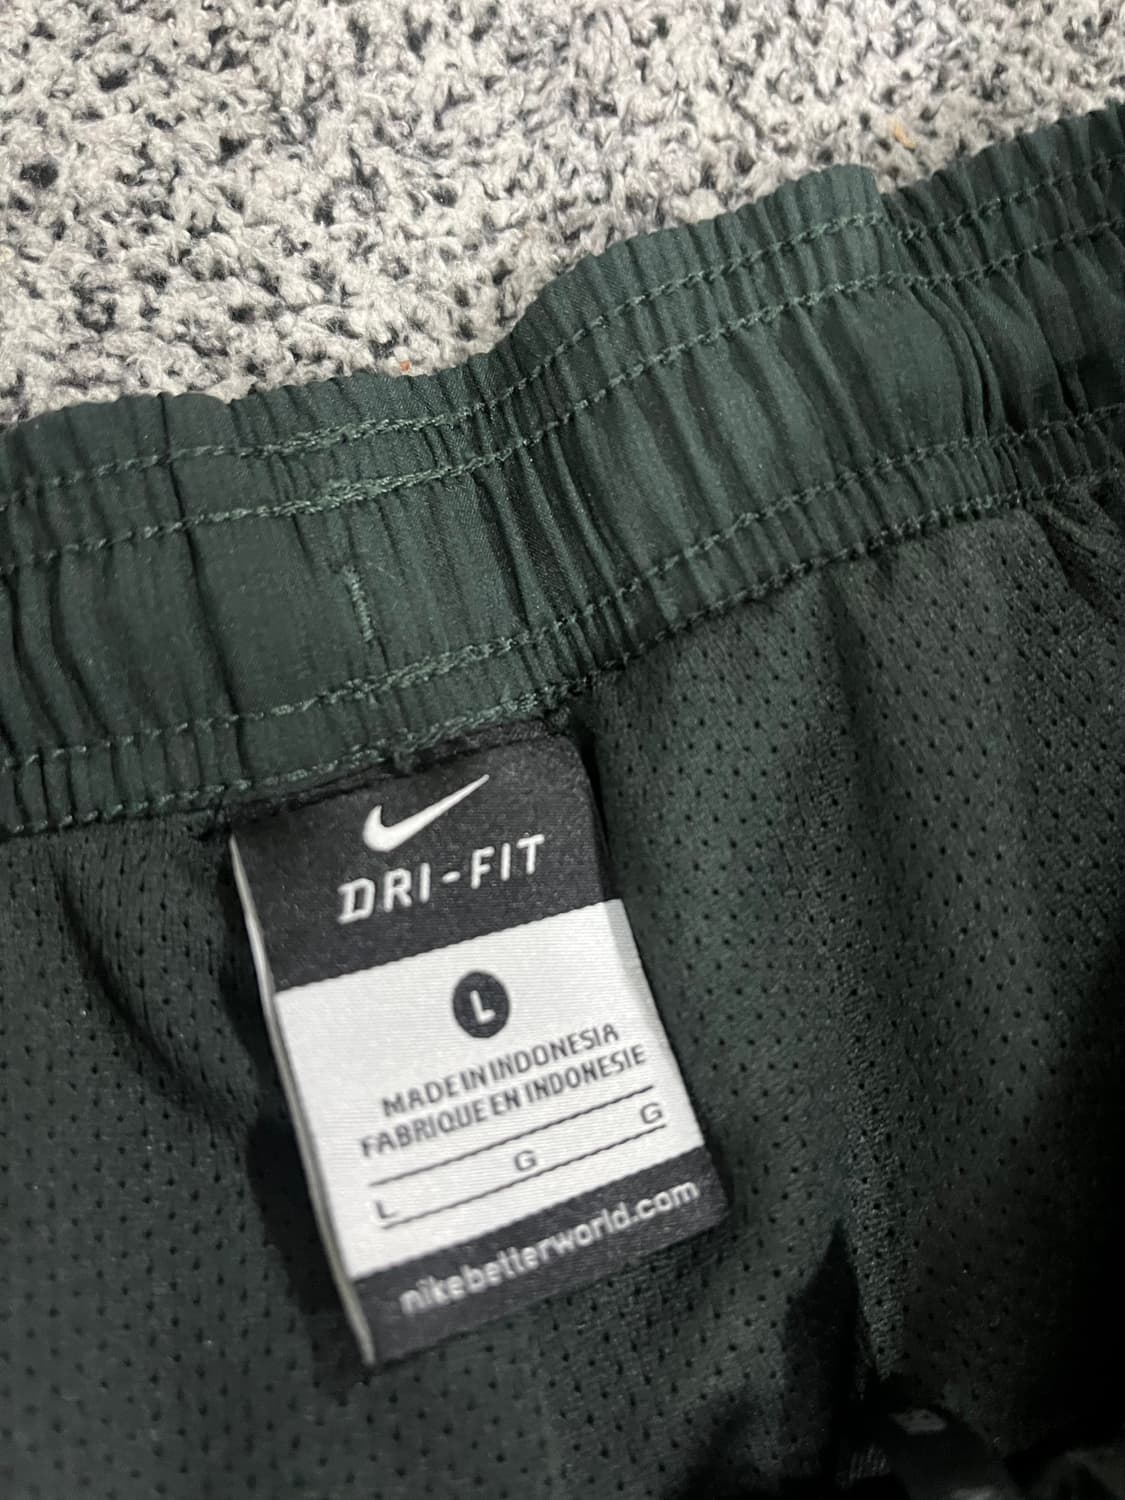 DRI-FIT
L
MADE IN INDONESIA
FABRIQUE EN INDONESIE
L G G
nikebetterworld.com